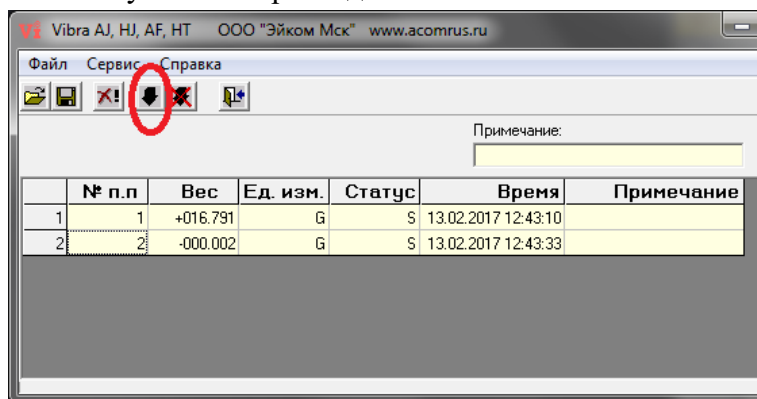 Vibra AJ, HJ, AF, HT ООО "Эйком Мск" www.acomrus.ru
Файл Сервис Справка
Примечание:
№ п.п Вес Ед. изм. Статус Время Примечание
1 1 +016.791 G S 13.02.2017 12:43:10
2 2 -000.002 G S 13.02.2017 12:43:33